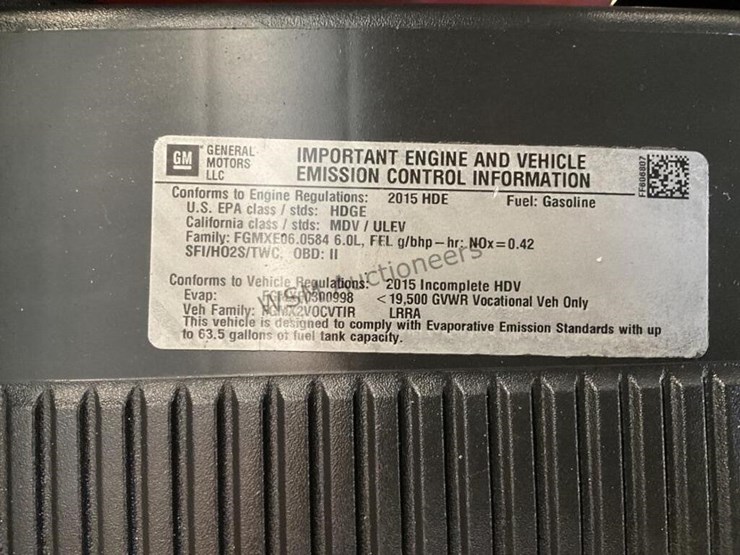 GM GENERAL MOTORS LLC
IMPORTANT ENGINE AND VEHICLE
EMISSION CONTROL INFORMATION
FF606807
Conforms to Engine Regulations: 2015 HDE Fuel: Gasoline
U.S. EPA class / stds: HDGE
California class / stds: MDV / ULEV
Family: FGMXE06.0584 6.0L, FEL g/bhp-hr: NOx=0.42
SFI/HO2S/TWC, OBD: II
Conforms to Vehicle Regulations: 2015 Incomplete HDV
Evap: <19,500 GVWR Vocational Veh Only
Veh Family: LRRA
This vehicle is designed to comply with Evaporative Emission Standards with up
to 63.5 gallons of fuel tank capacity.
Auctioneers